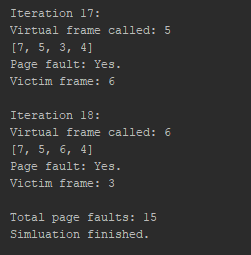 Iteration 17:
Virtual frame called: 5
[7, 5, 3, 4]
Page fault: Yes.
Victim frame: 6
Iteration 18:
Virtual frame called: 6
[7, 5, 6, 4]
Page fault: Yes.
Victim frame: 3
Total page faults: 15
Simluation finished.